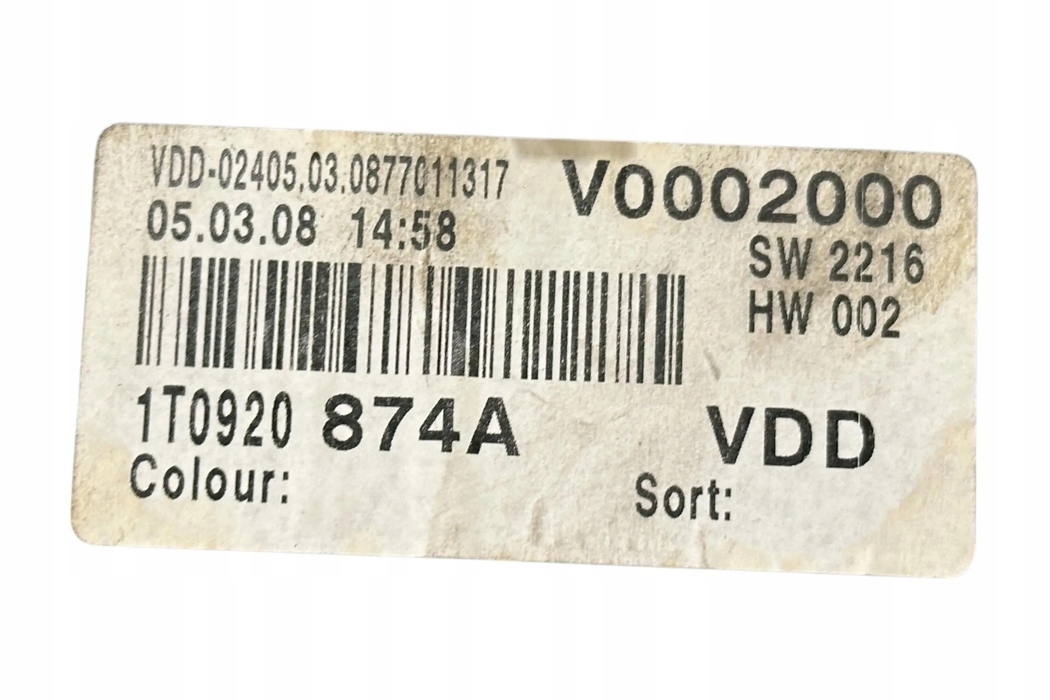 VDD-02405.03.0877011317
V0002000
05.03.08 14:58
SW 2216
HW 002
1T0920 874A
VDD
Colour:
Sort: